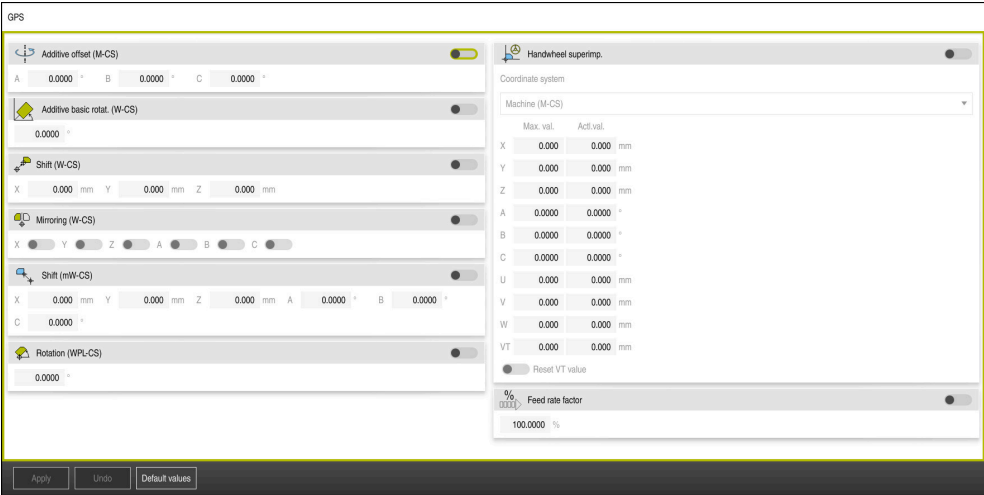 GPS
Additive offset (M-CS)
A 0.0000 ° B 0.0000 ° C 0.0000 °
Additive basic rotat. (W-CS)
0.0000 °
Shift (W-CS)
X 0.000 mm Y 0.000 mm Z 0.000 mm
Mirroring (W-CS)
X Y Z A B C
Shift (mW-CS)
X 0.000 mm Y 0.000 mm Z 0.000 mm A 0.0000 ° B 0.0000 °
C 0.0000 °
Rotation (WPL-CS)
0.0000 °
Handwheel superimp.
Coordinate system
Machine (M-CS)
Max. val. Actl.val.
X 0.000 0.000 mm
Y 0.000 0.000 mm
Z 0.000 0.000 mm
A 0.0000 0.0000 °
B 0.0000 0.0000 °
C 0.0000 0.0000 °
U 0.000 0.000 mm
V 0.000 0.000 mm
W 0.000 0.000 mm
VT 0.000 0.000 mm
Reset VT value
%
Feed rate factor
100.0000 %
Apply Undo Default values